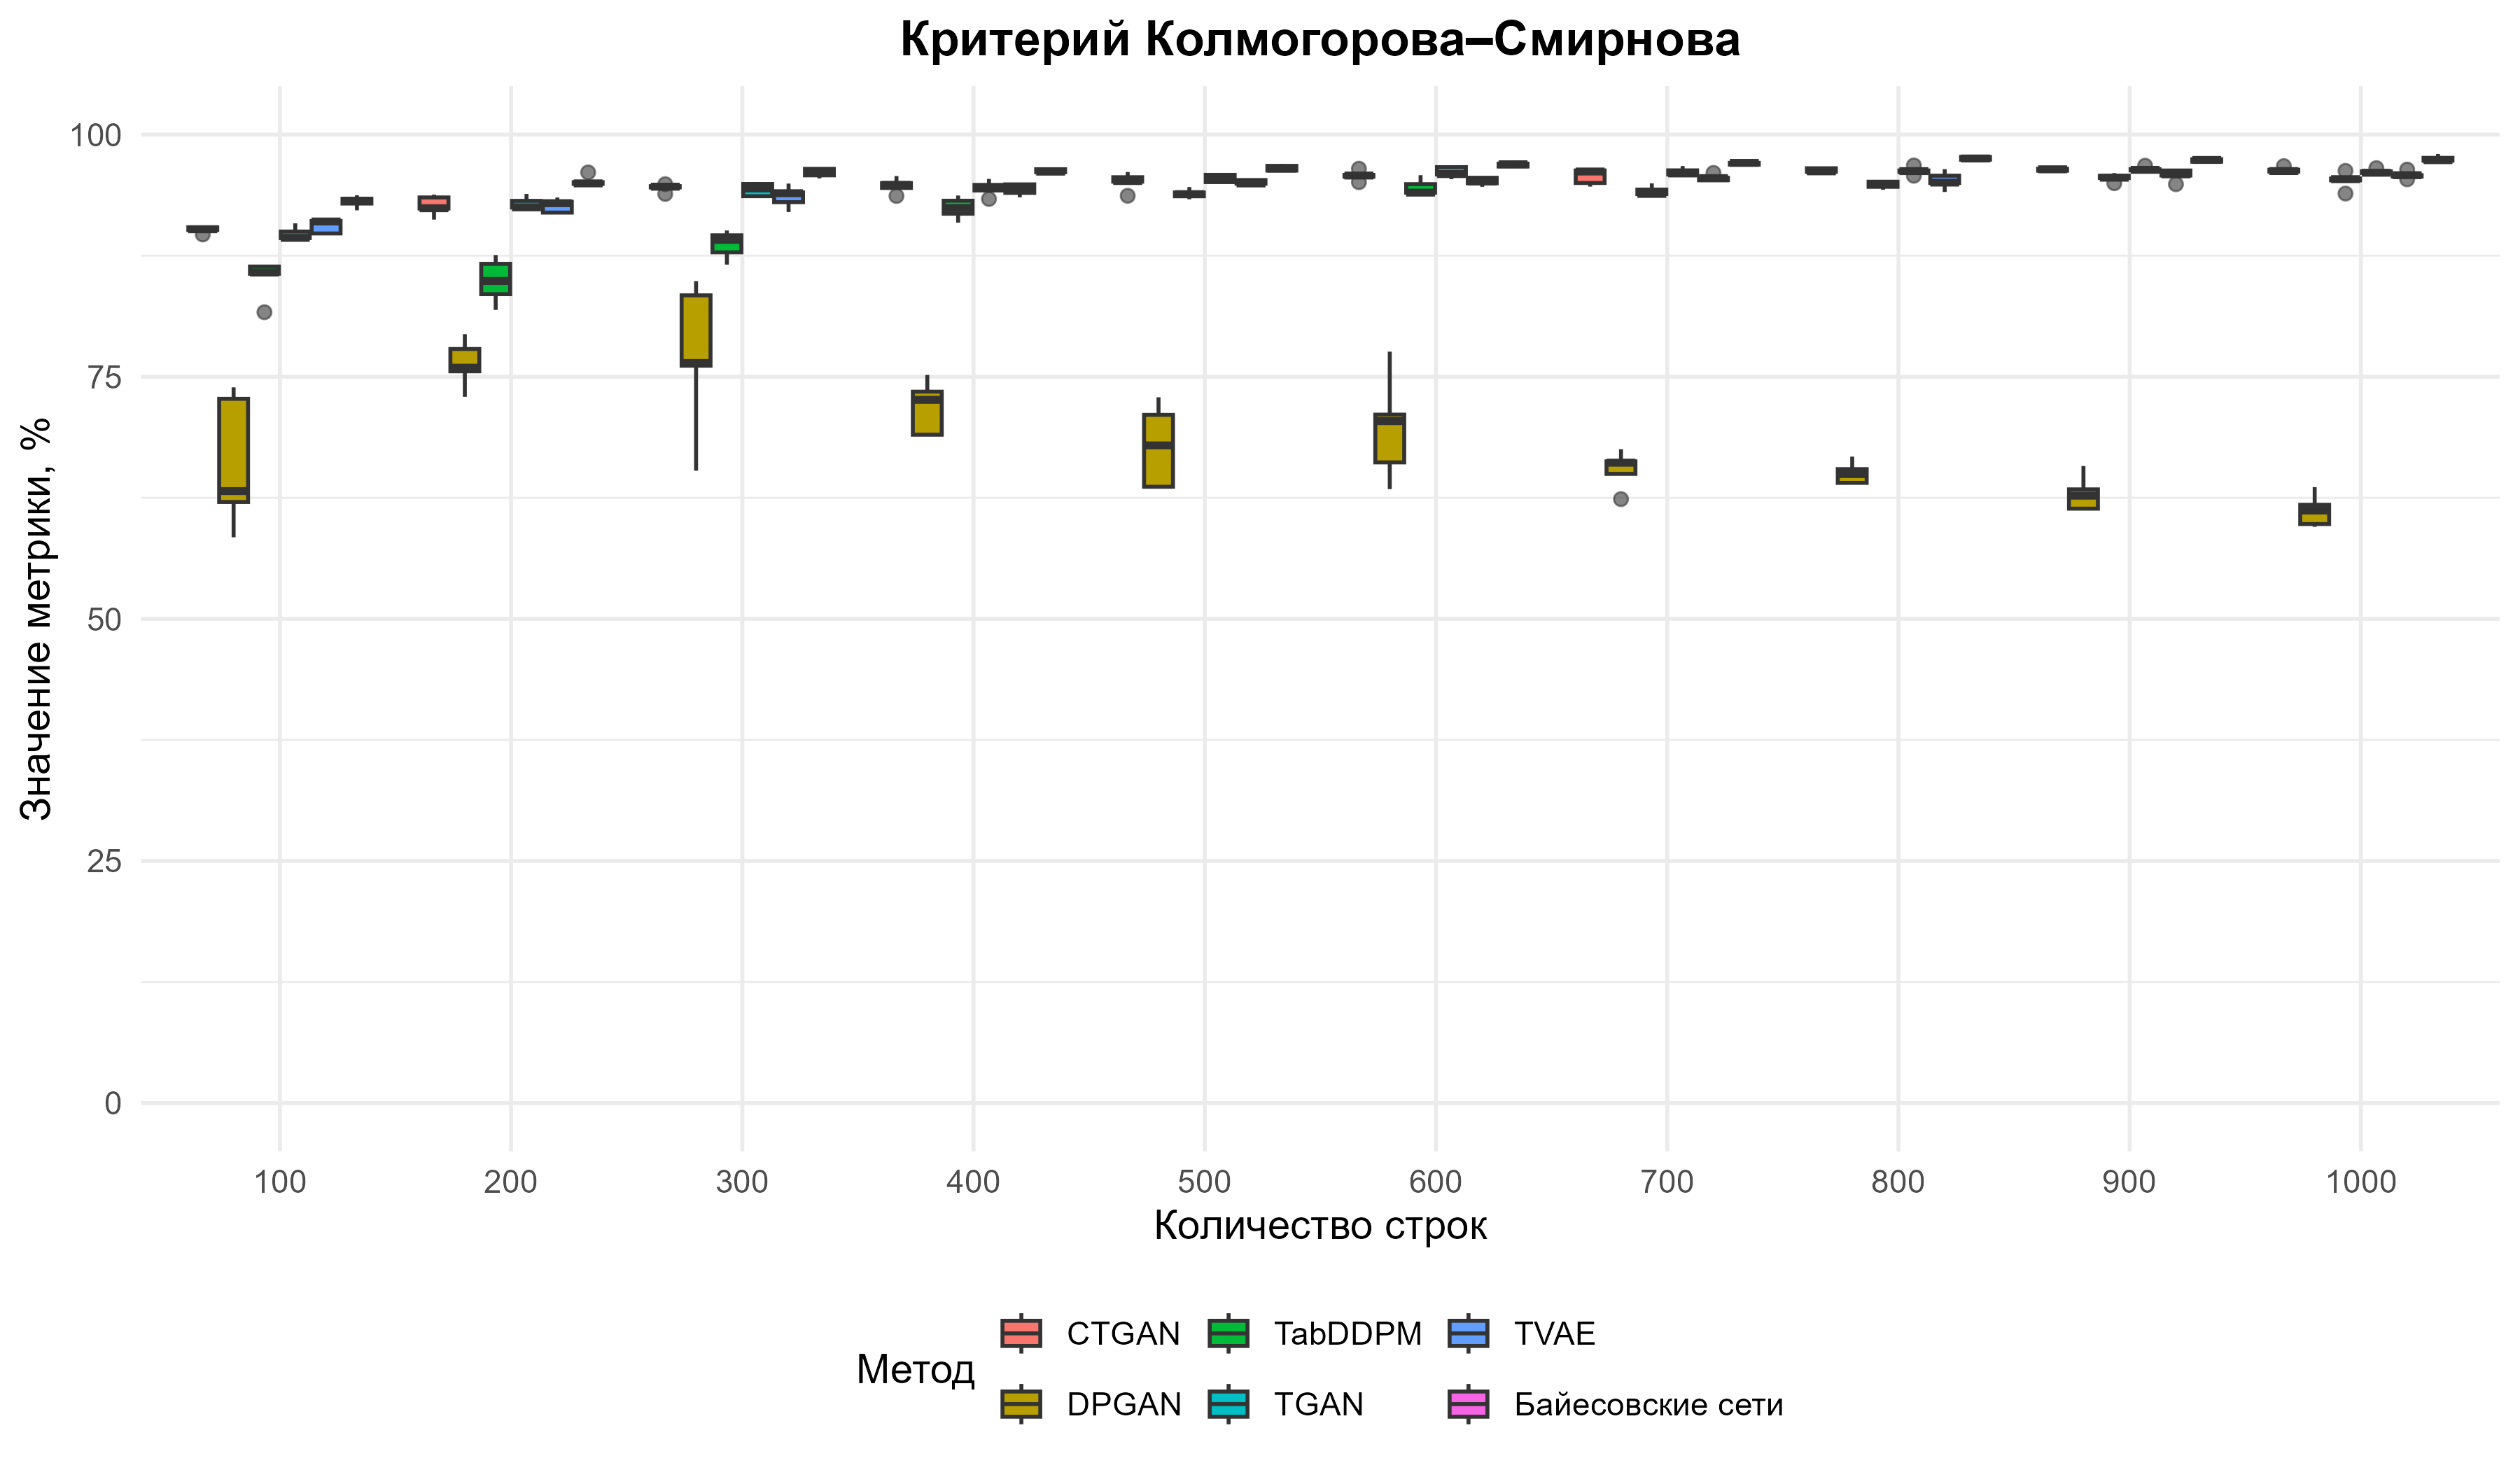 Критерий Колмогорова–Смирнова
Значение метрики, %
100
75
50
25
0
100 200 300 400 500 600 700 800 900 1000
Количество строк
Метод
CTGAN TabDDPM TVAE
DPGAN TGAN Байесовские сети